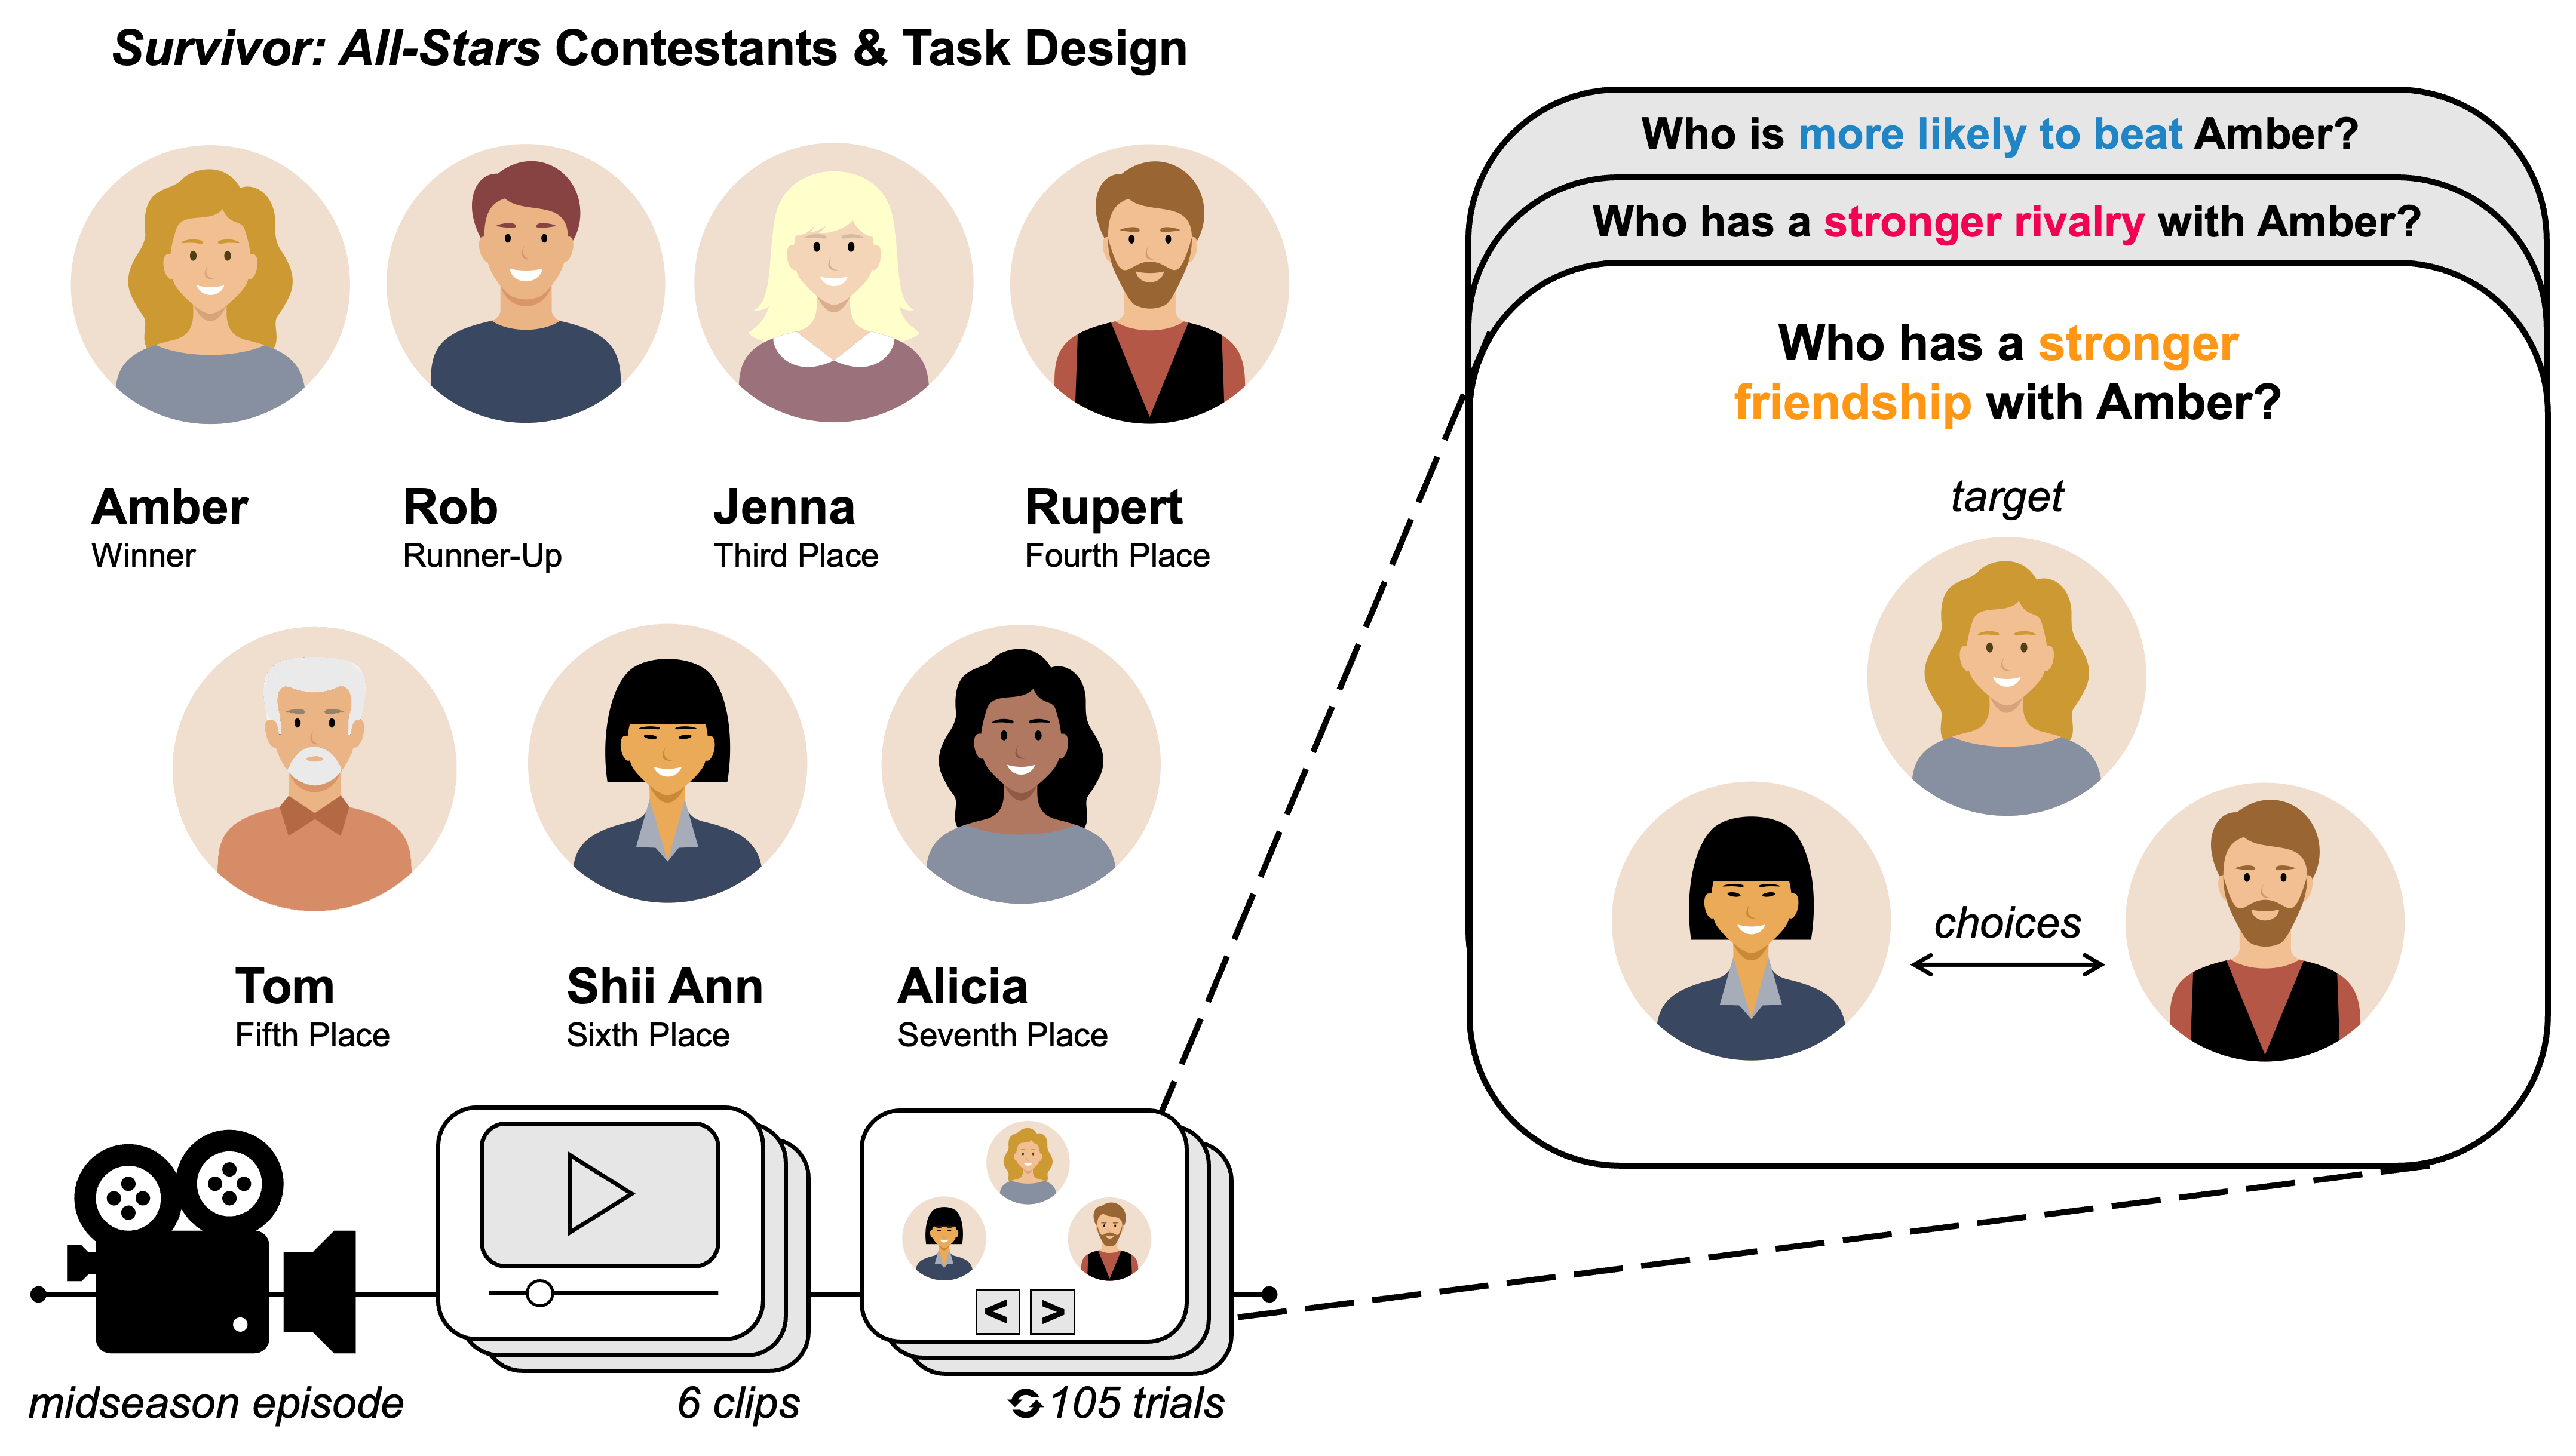 Survivor: All-Stars Contestants & Task Design
Amber
Winner
Rob
Runner-Up
Jenna
Third Place
Rupert
Fourth Place
Tom
Fifth Place
Shii Ann
Sixth Place
Alicia
Seventh Place
midseason episode
6 clips
< >
105 trials
Who is more likely to beat Amber?
Who has a stronger rivalry with Amber?
Who has a stronger
friendship with Amber?
target
choices